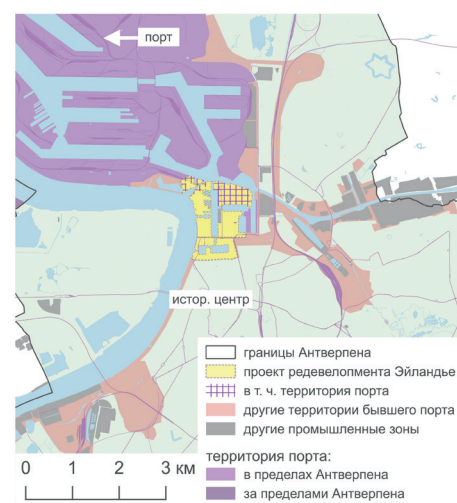 порт
истор. центр
границы Антверпена
проект редевелопмента Эйландье
в т. ч. территория порта
другие территории бывшего порта
другие промышленные зоны
территория порта:
в пределах Антверпена
за пределами Антверпена
0 1 2 3 км